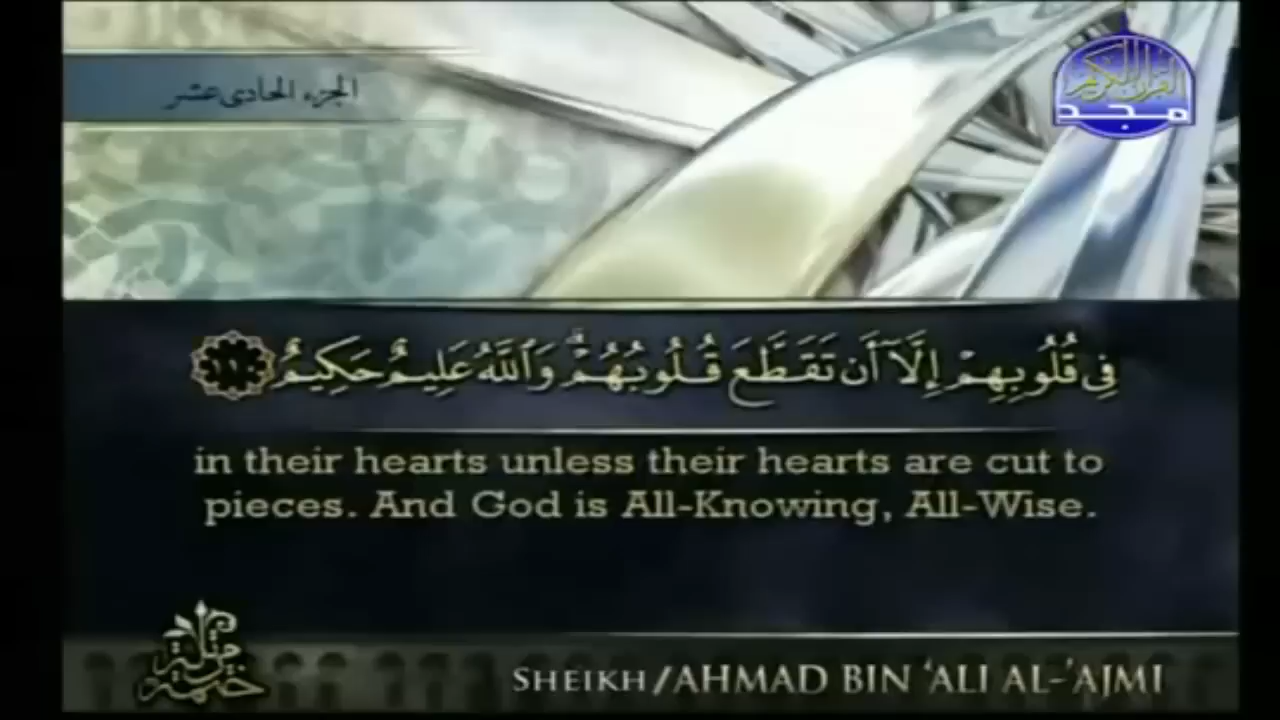 الجزء الحادي عشر
القرآن الكريم
مجد
فِى قُلُوبِهِمْ إِلَّآ أَن تَقَطَّعَ قُلُوبُهُمْ ۗ وَٱللَّهُ عَلِيمٌ حَكِيمٌ ١١٠
in their hearts unless their hearts are cut to
pieces. And God is All-Knowing, All-Wise.
ختمة مرتلة
SHEIKH/AHMAD BIN ‘ALI AL-’AJMI